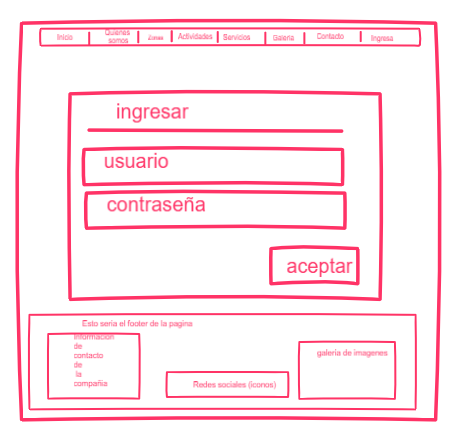 Inicio
Quienes
somos
Jones
Actividades
Servicios
Galeria
Contacto
Ingresa
ingresar
usuario
contraseña
aceptar
Esto seria el footer de la pagina
información
de
contacto
de
la
compañia
Redes sociales (iconos)
galeria de imagenes